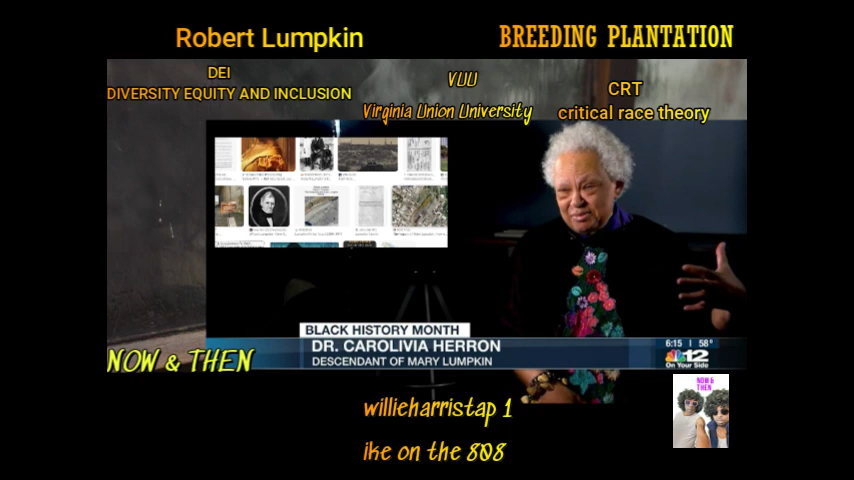 Robert Lumpkin
BREEDING PLANTATION
DEI
DIVERSITY EQUITY AND INCLUSION
VUU
Virginia Union University
CRT
critical race theory
BLACK HISTORY MONTH
DR. CAROLIVIA HERRON
DESCENDANT OF MARY LUMPKIN
6:15 | 58°
12
On Your Side
NOW & THEN
NOW &
THEN
willieharristap 1
ike on the 808